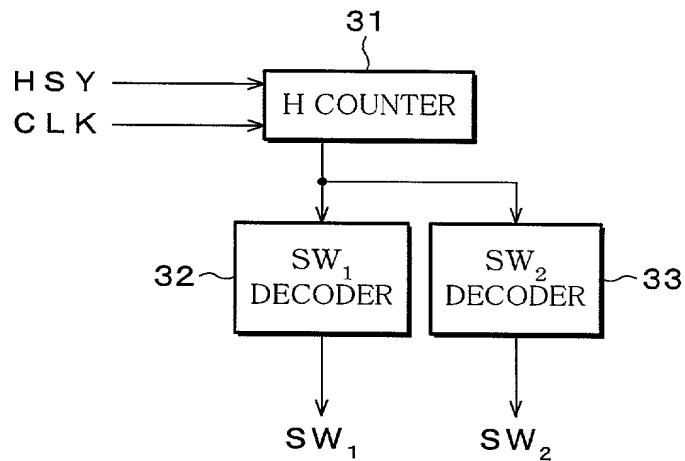 31
HSY
CLK
H COUNTER
32
SW₁
DECODER
SW₂
DECODER
33
SW₁
SW₂